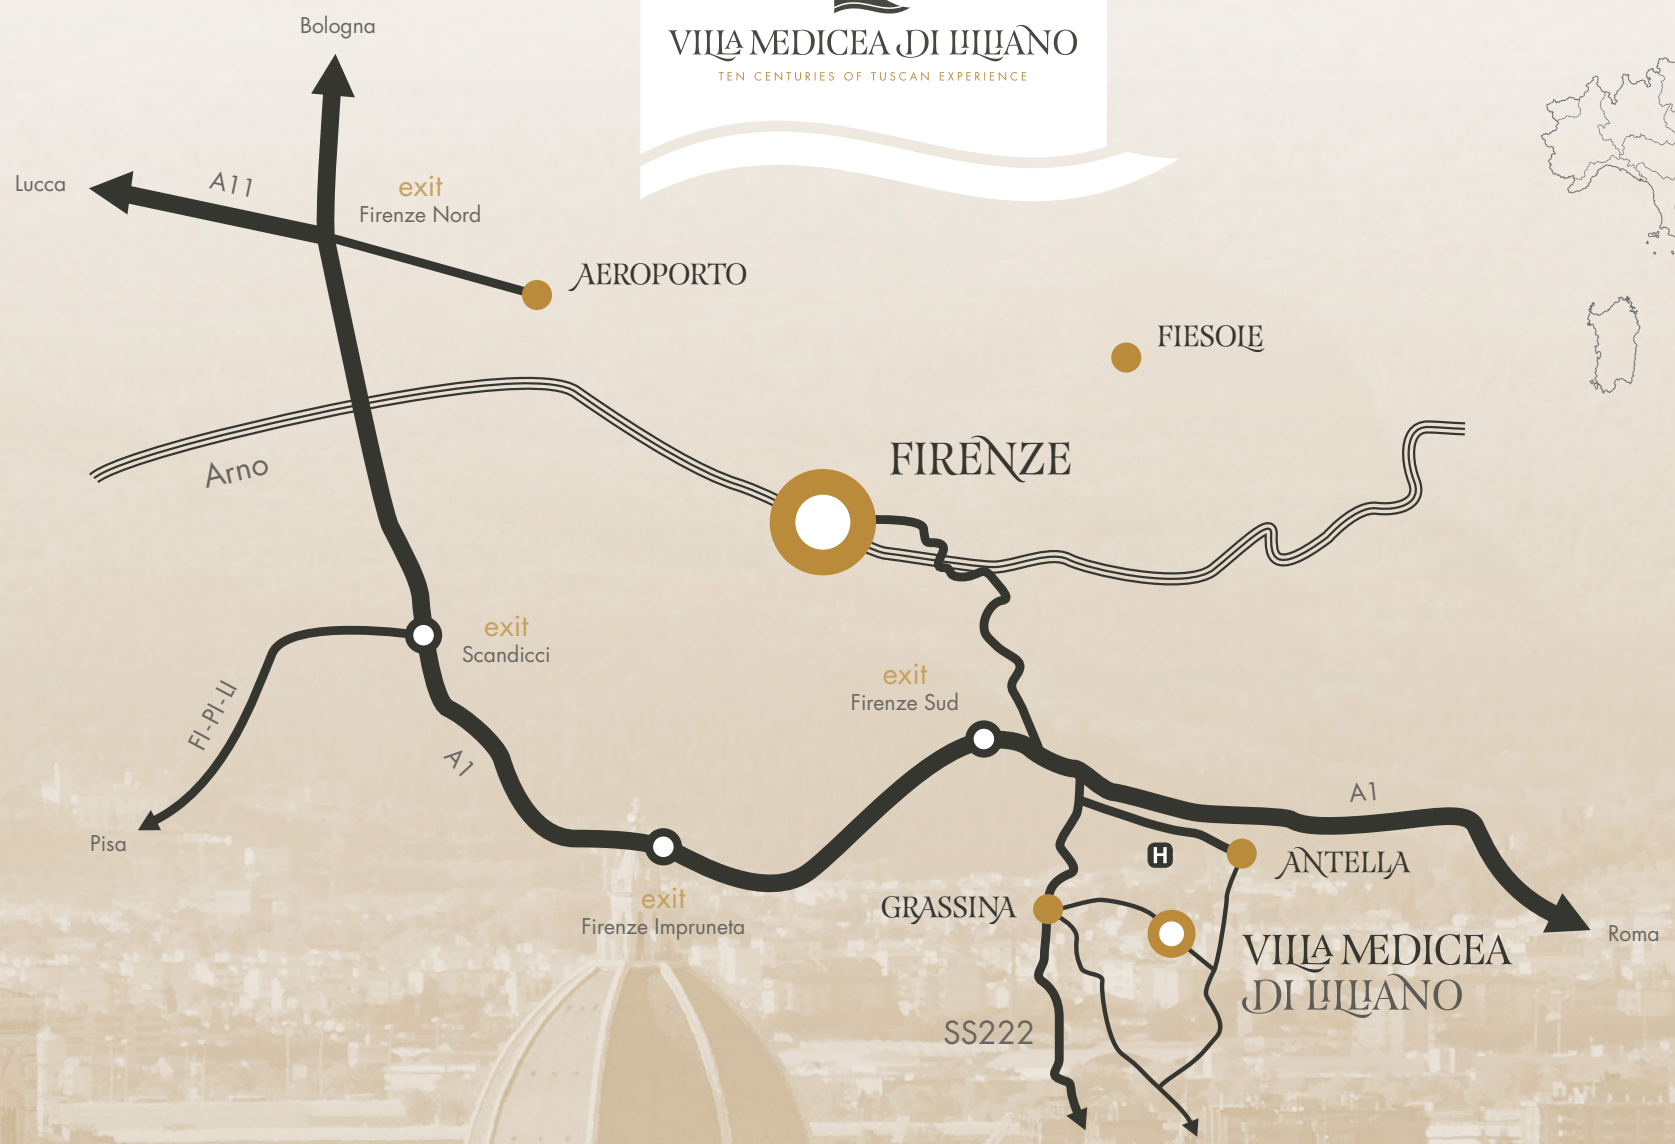 Bologna
VILLA MEDICEA DI LILLIANO
TEN CENTURIES OF TUSCAN EXPERIENCE
Lucca
A11
exit
Firenze Nord
AEROPORTO
FIESOLE
FIRENZE
Arno
exit
Scandicci
exit
Firenze Sud
FI-PI-LI
A1
A1
Pisa
H
ANTELLA
exit
Firenze Impruneta
GRASSINA
Roma
VILLA MEDICEA
DI LILLIANO
SS222